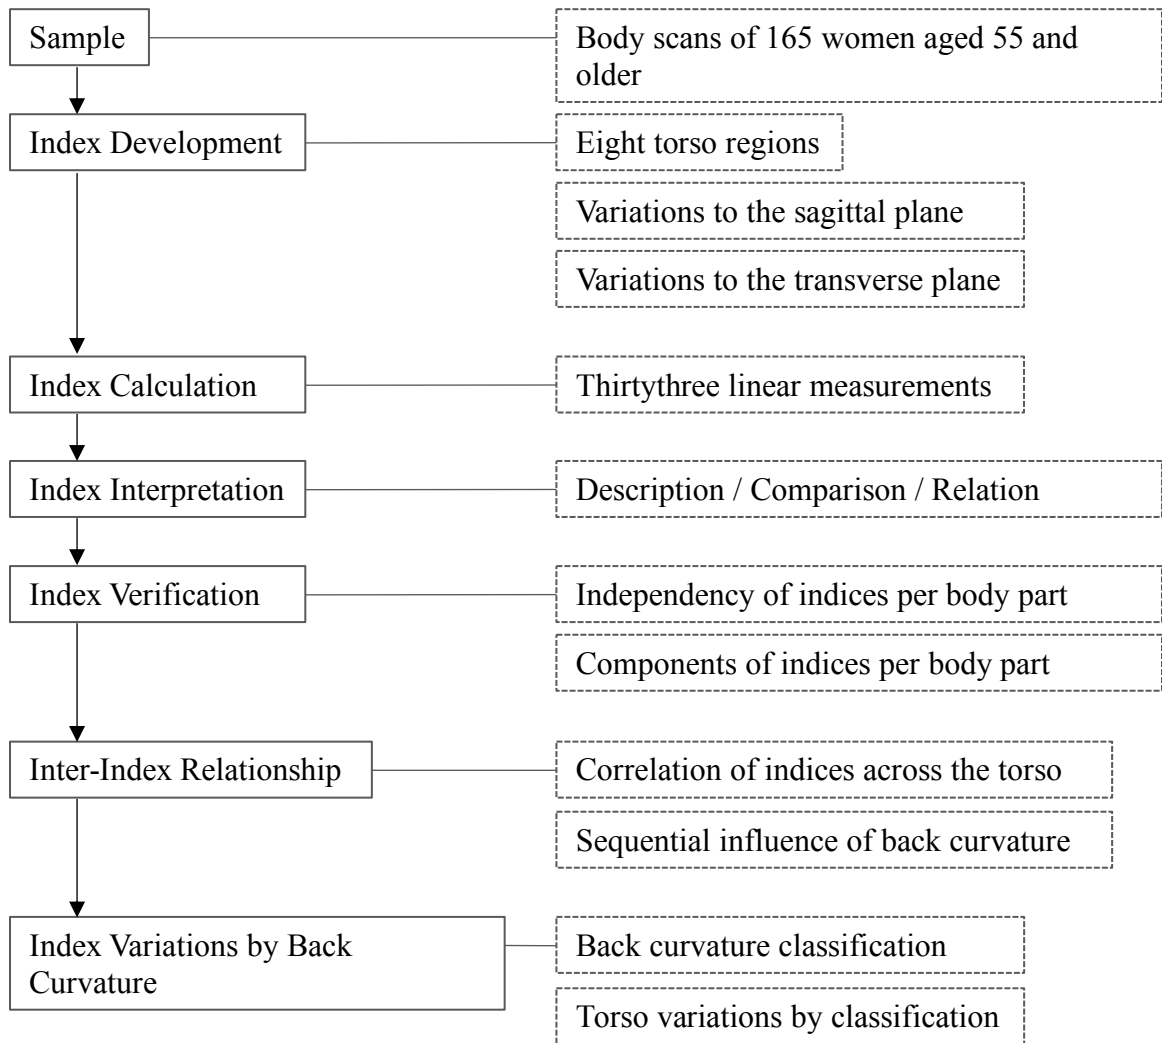 Sample
Body scans of 165 women aged 55 and
older
Index Development
Eight torso regions
Variations to the sagittal plane
Variations to the transverse plane
Index Calculation
Thirtythree linear measurements
Index Interpretation
Description / Comparison / Relation
Index Verification
Independency of indices per body part
Components of indices per body part
Inter-Index Relationship
Correlation of indices across the torso
Sequential influence of back curvature
Index Variations by Back
Curvature
Back curvature classification
Torso variations by classification